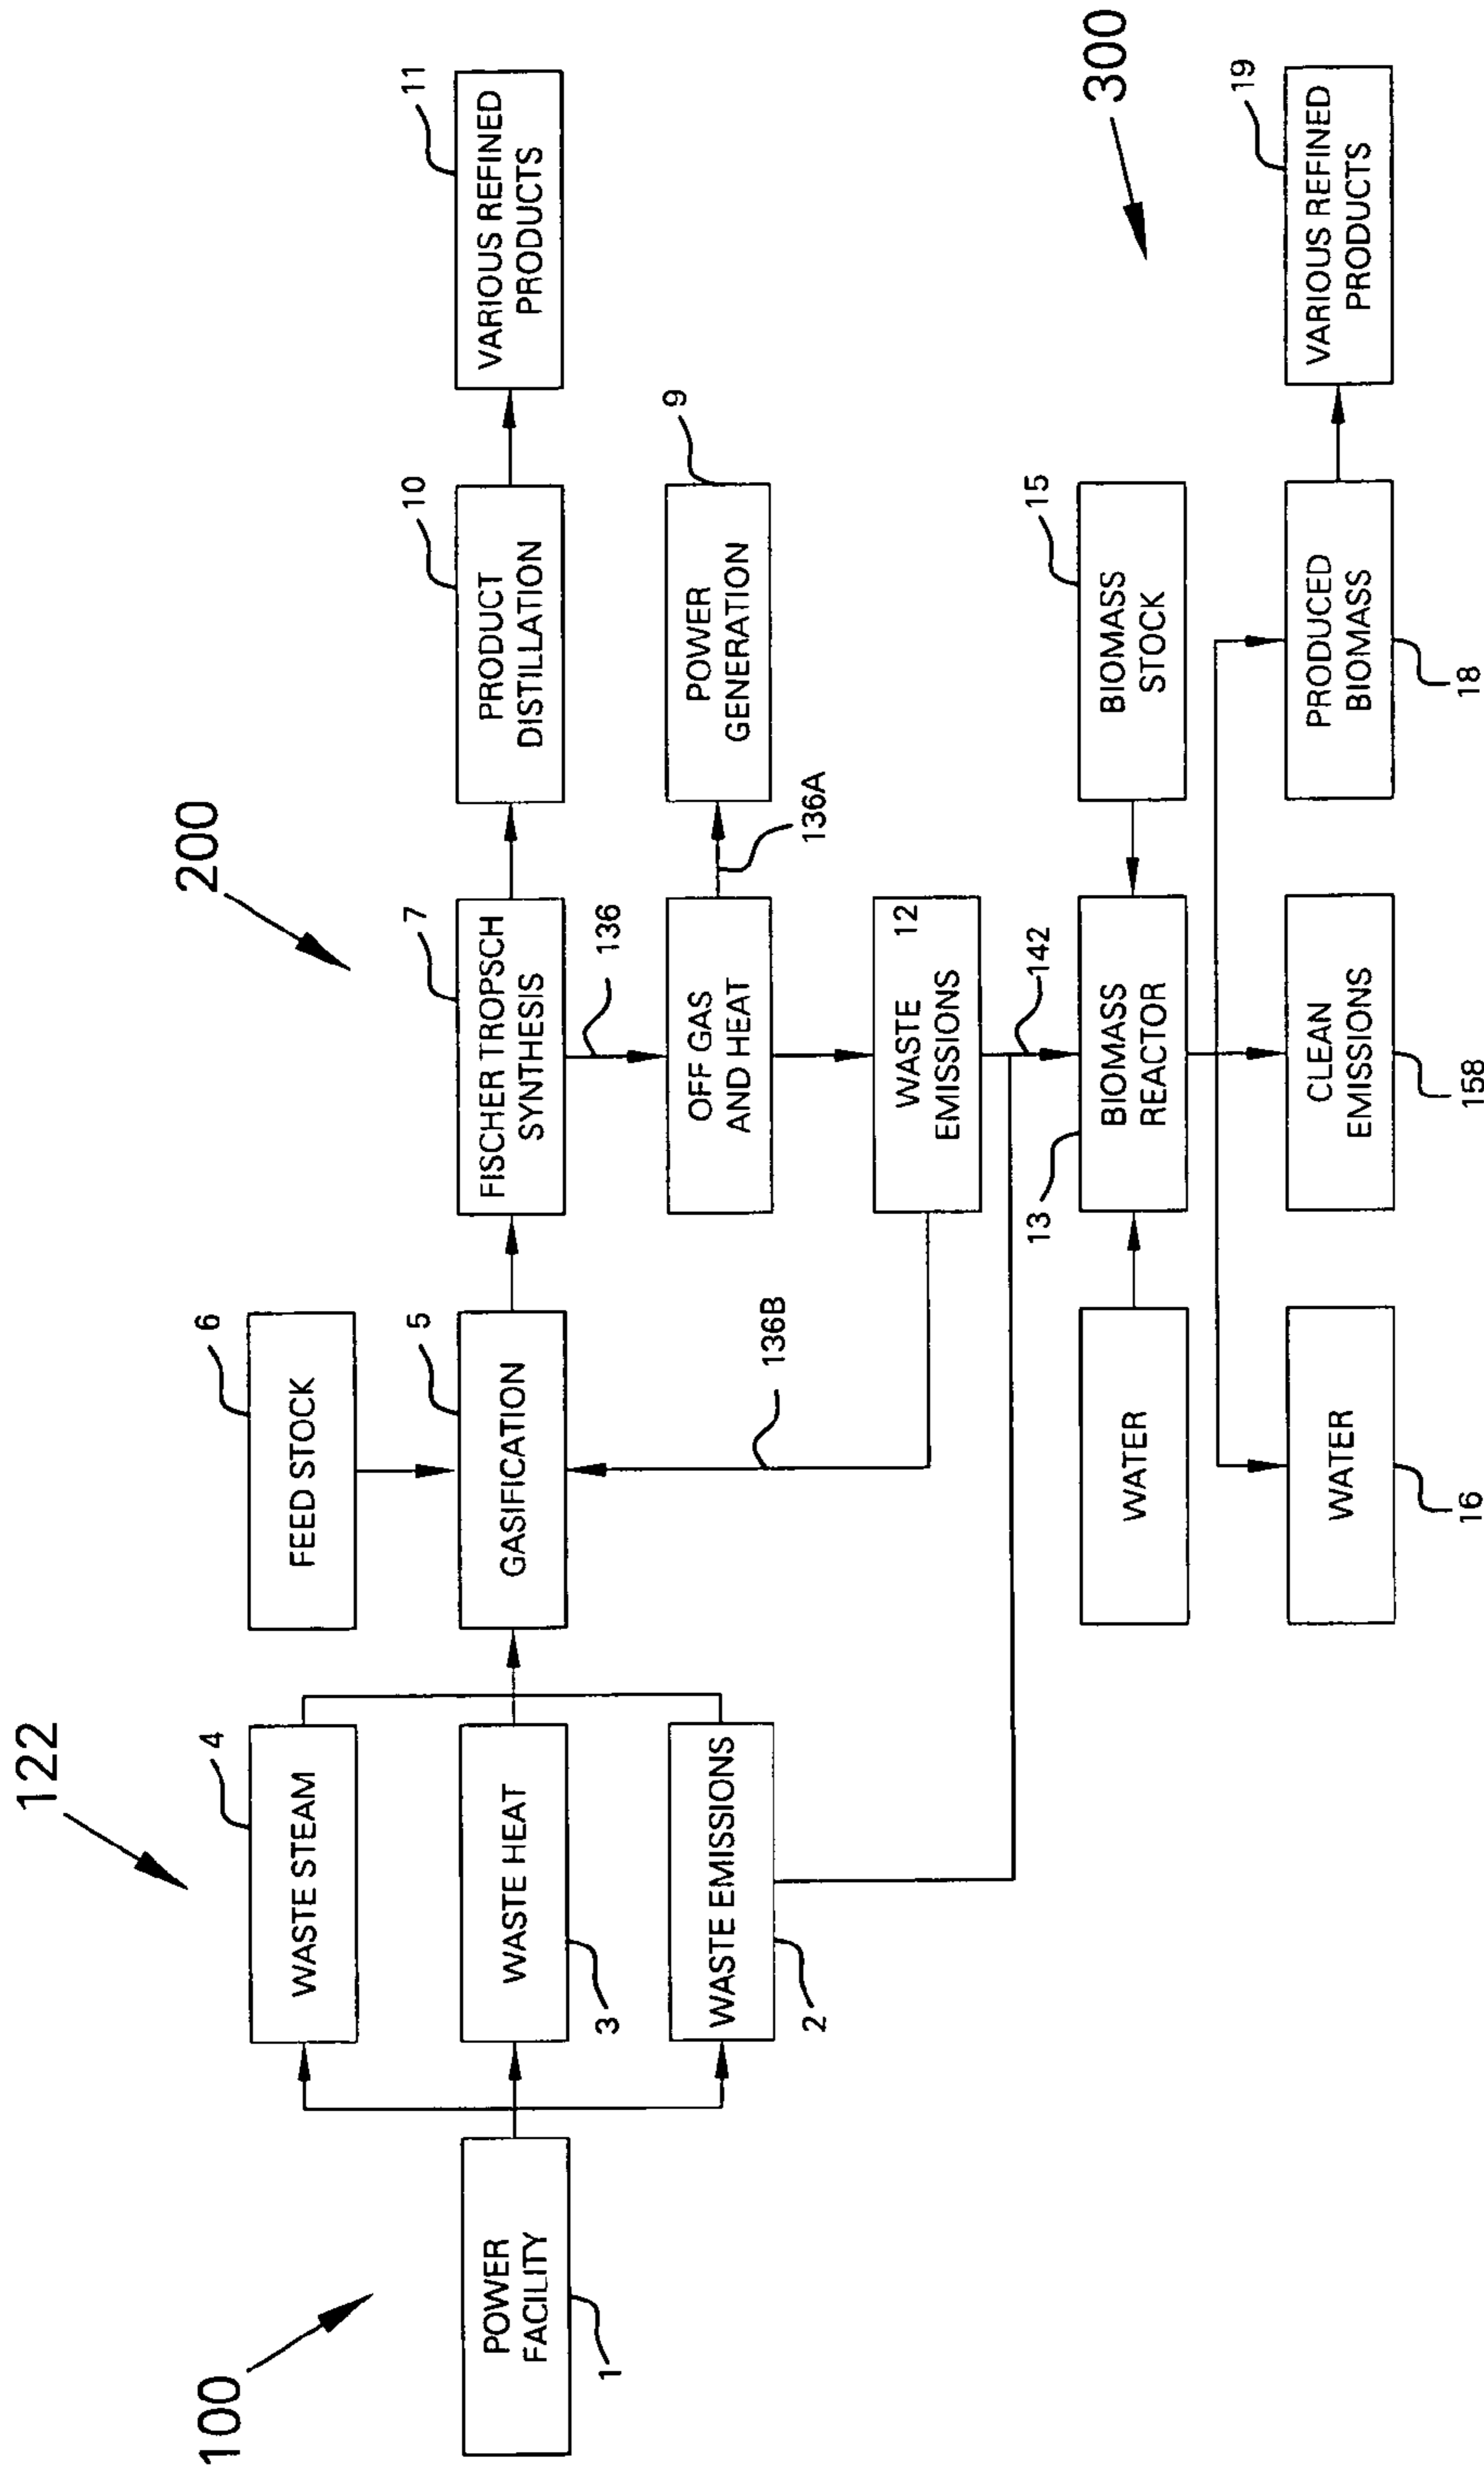 100
122
200
300
POWER
FACILITY
1
WASTE STEAM
4
WASTE HEAT
3
WASTE EMISSIONS
2
FEED STOCK
6
GASIFICATION
5
136B
FISCHER TROPSCH
SYNTHESIS
7
136
PRODUCT
DISTILLATION
10
VARIOUS REFINED
PRODUCTS
11
OFF GAS
AND HEAT
136A
POWER
GENERATION
9
WASTE
EMISSIONS
12
142
WATER
BIOMASS
REACTOR
13
BIOMASS
STOCK
15
WATER
16
CLEAN
EMISSIONS
158
PRODUCED
BIOMASS
18
VARIOUS REFINED
PRODUCTS
19